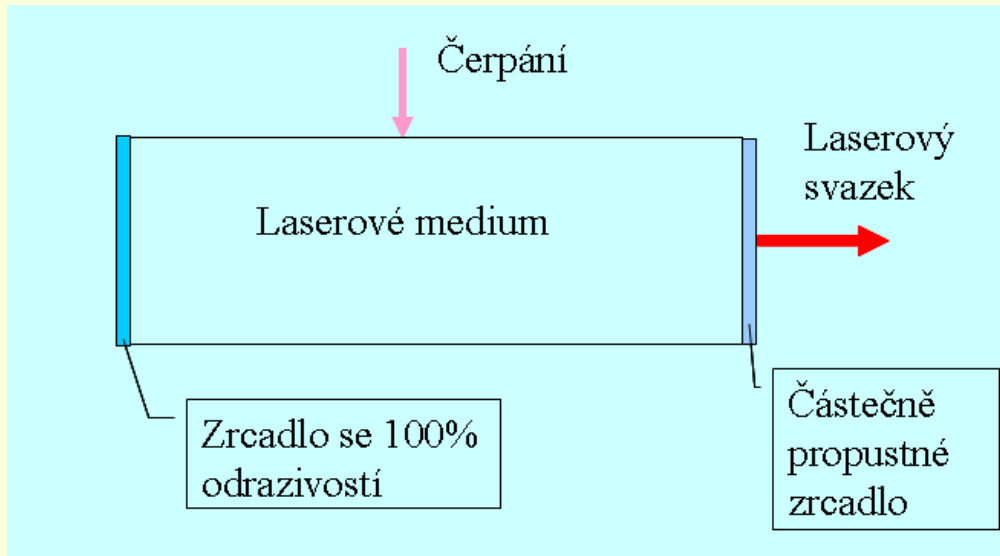 Čerpání
Laserový
svazek
Laserové medium
Zrcadlo se 100%
odrazivostí
Částečně
propustné
zrcadlo